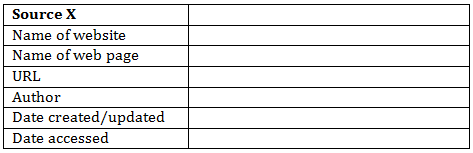 Source X
Name of website
Name of web page
URL
Author
Date created/updated
Date accessed